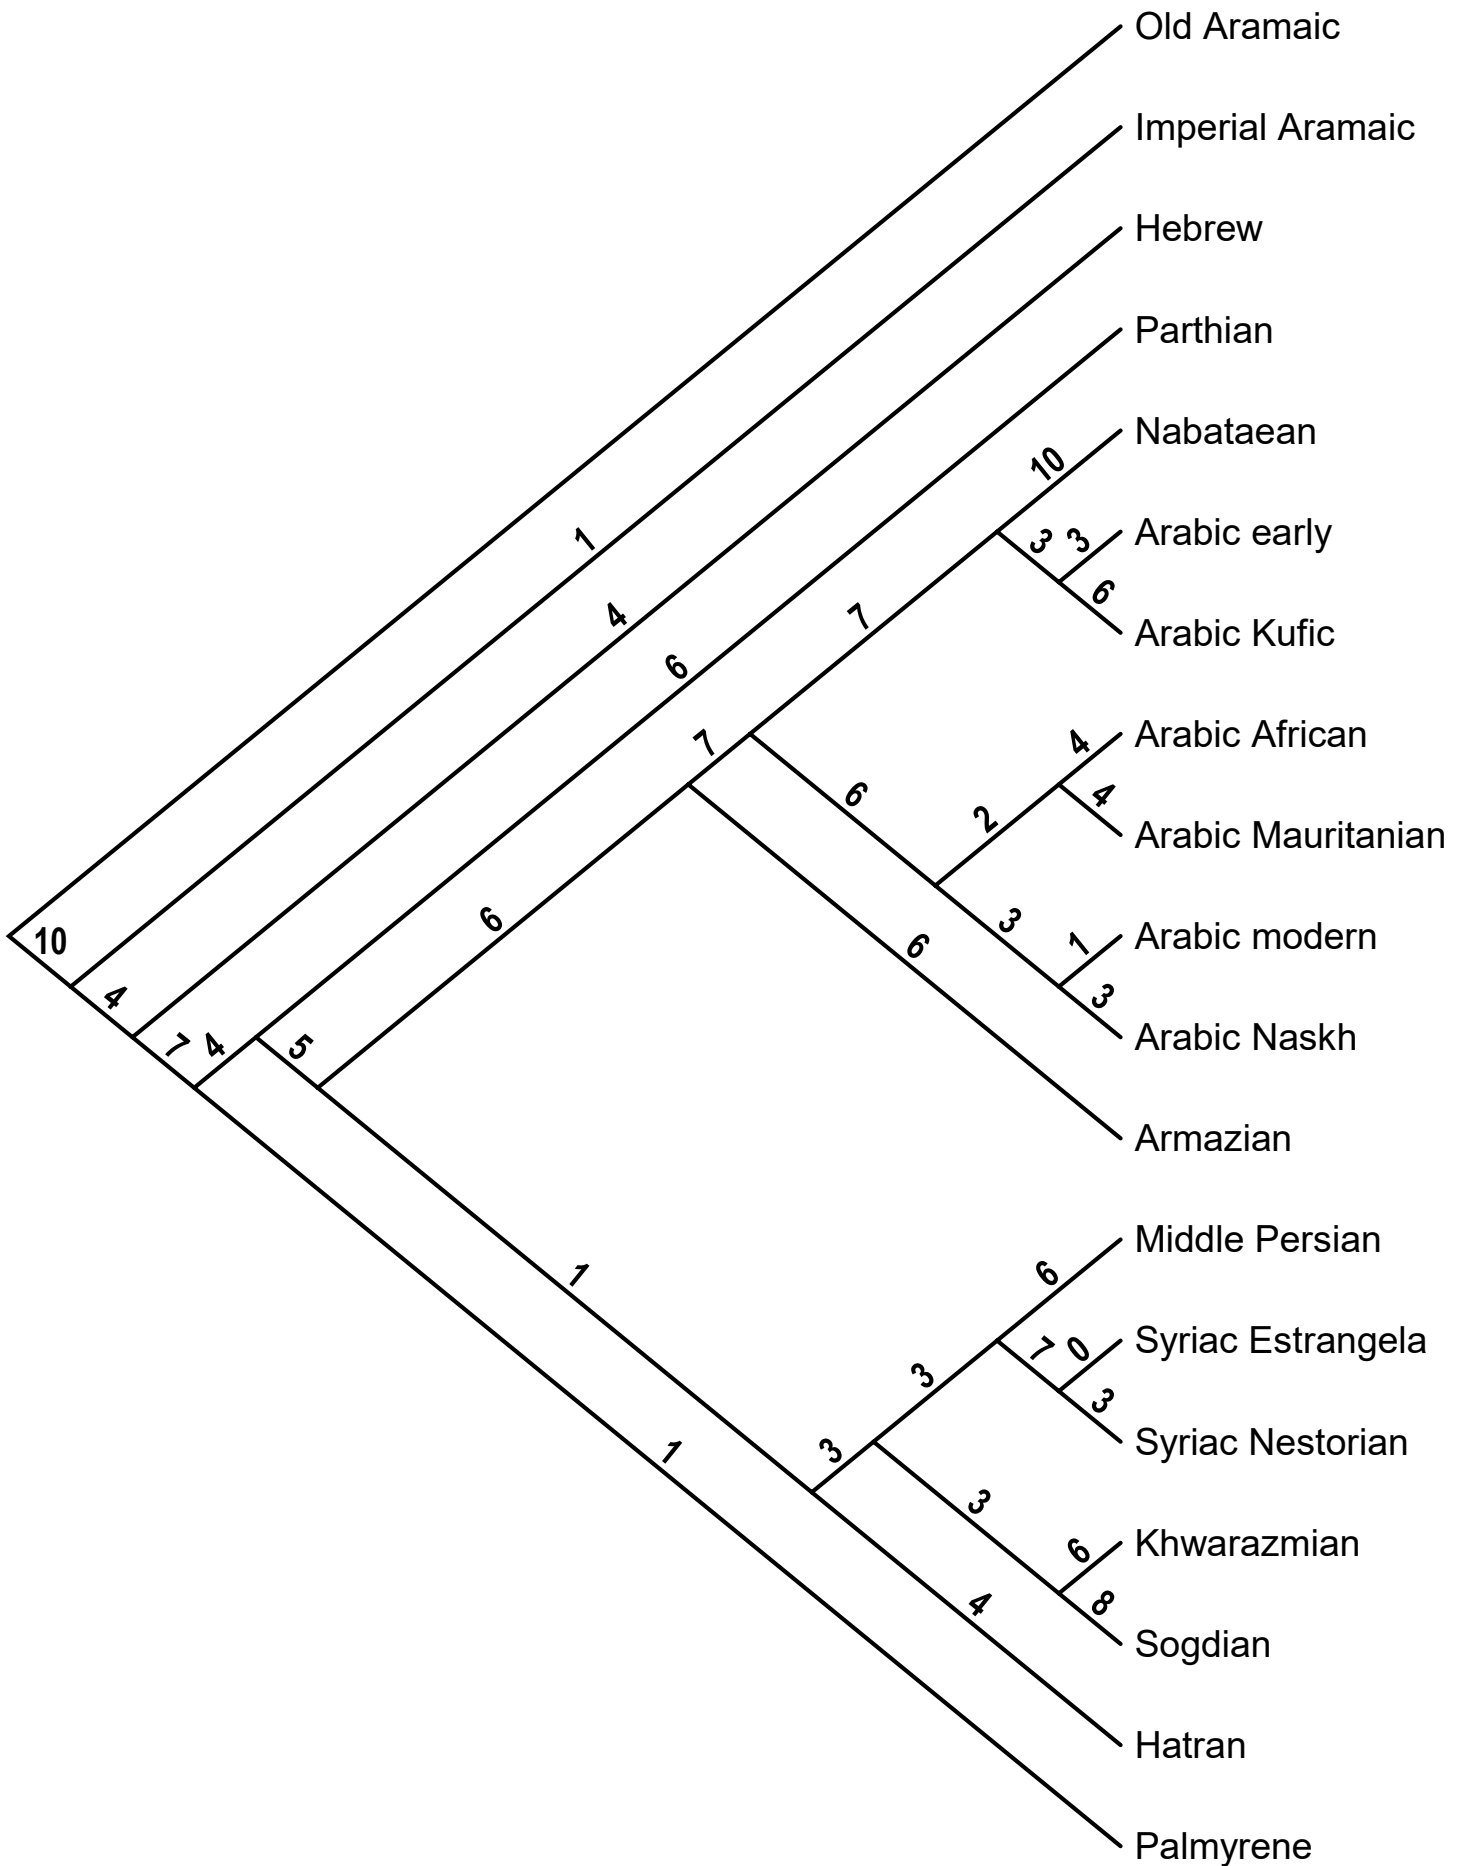 Old Aramaic
Imperial Aramaic
Hebrew
Parthian
Nabataean
10
Arabic early
1
3 3
6
4
7
Arabic Kufic
6
Arabic African
7
4
6
4
2
Arabic Mauritanian
6
3
Arabic modern
10
6
1
4
3
7 4
5
Arabic Naskh
Armazian
Middle Persian
1
6
Syriac Estrangela
7 0
3
3
Syriac Nestorian
1
3
3
Khwarazmian
6
4
8
Sogdian
Hatran
Palmyrene